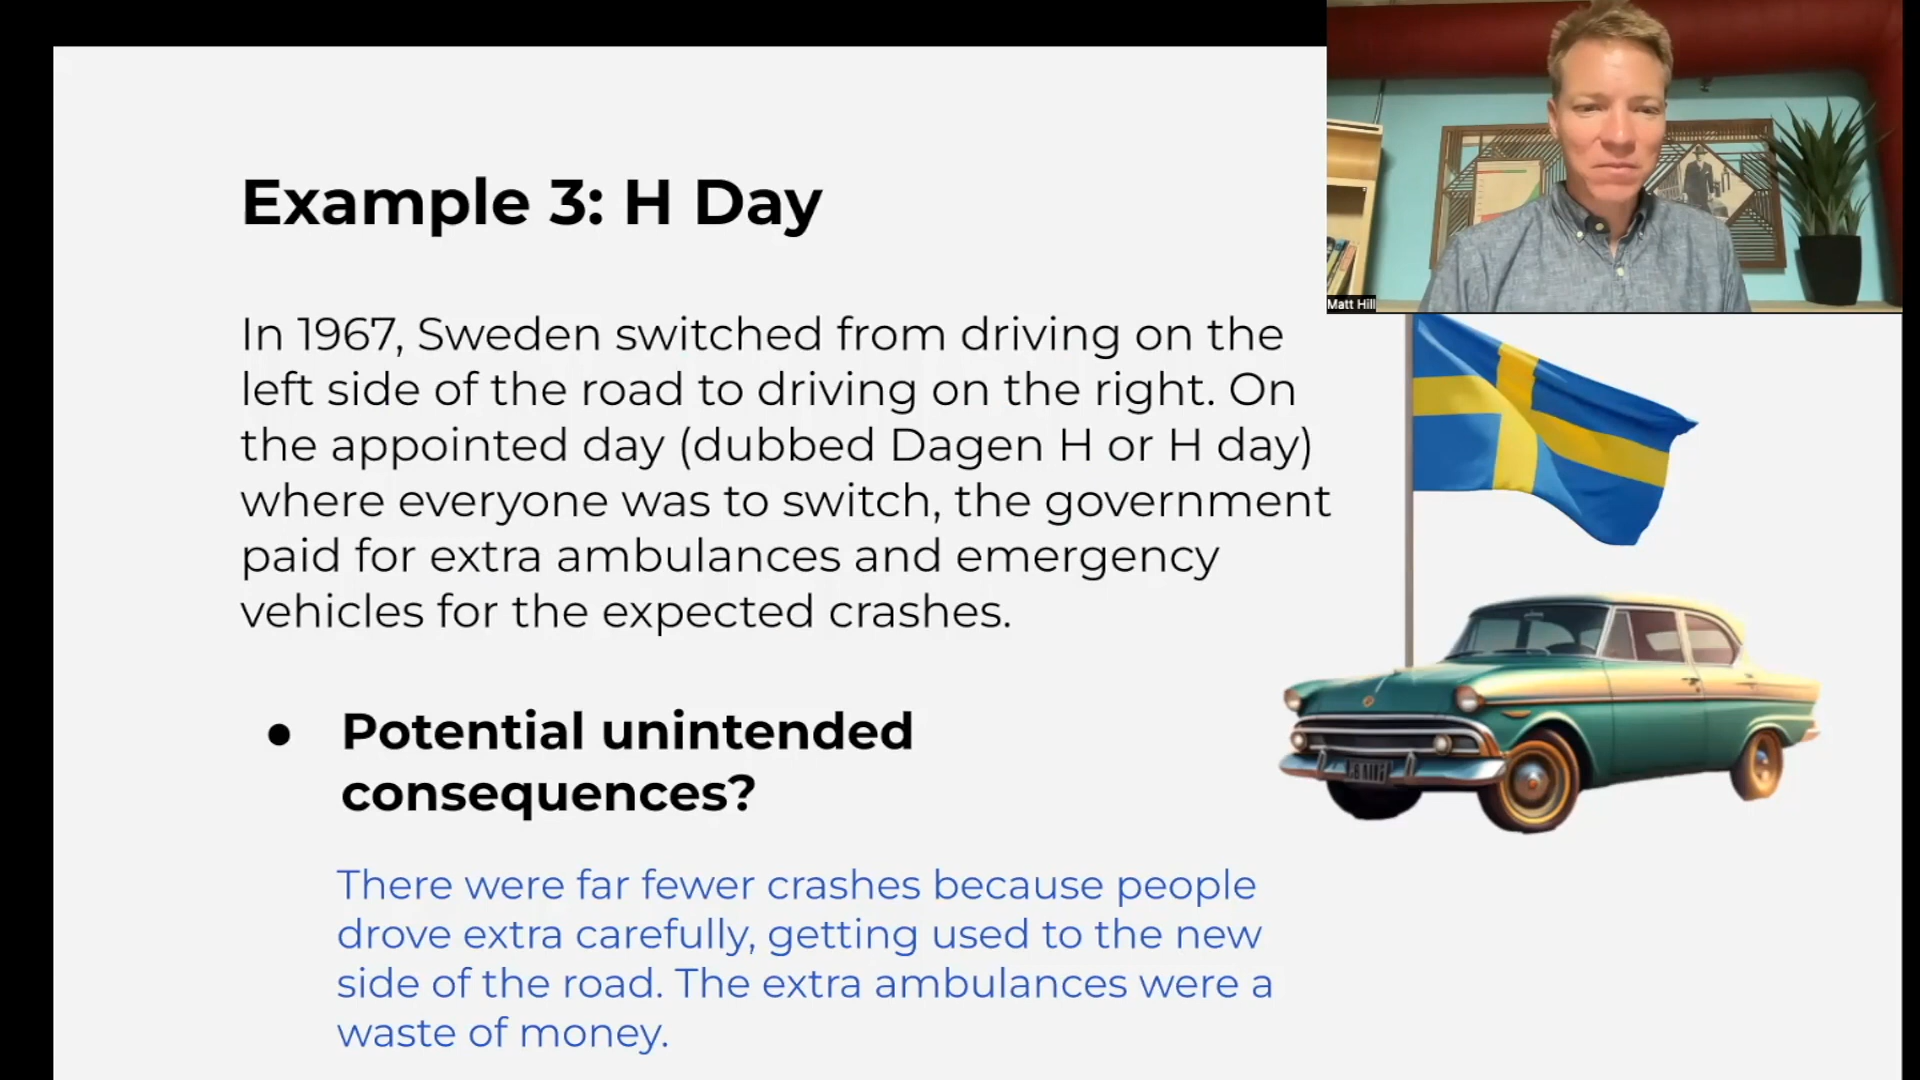 Example 3: H Day
In 1967, Sweden switched from driving on the
left side of the road to driving on the right. On
the appointed day (dubbed Dagen H or H day)
where everyone was to switch, the government
paid for extra ambulances and emergency
vehicles for the expected crashes.
● Potential unintended
consequences?
There were far fewer crashes because people
drove extra carefully, getting used to the new
side of the road. The extra ambulances were a
waste of money.
Matt Hill